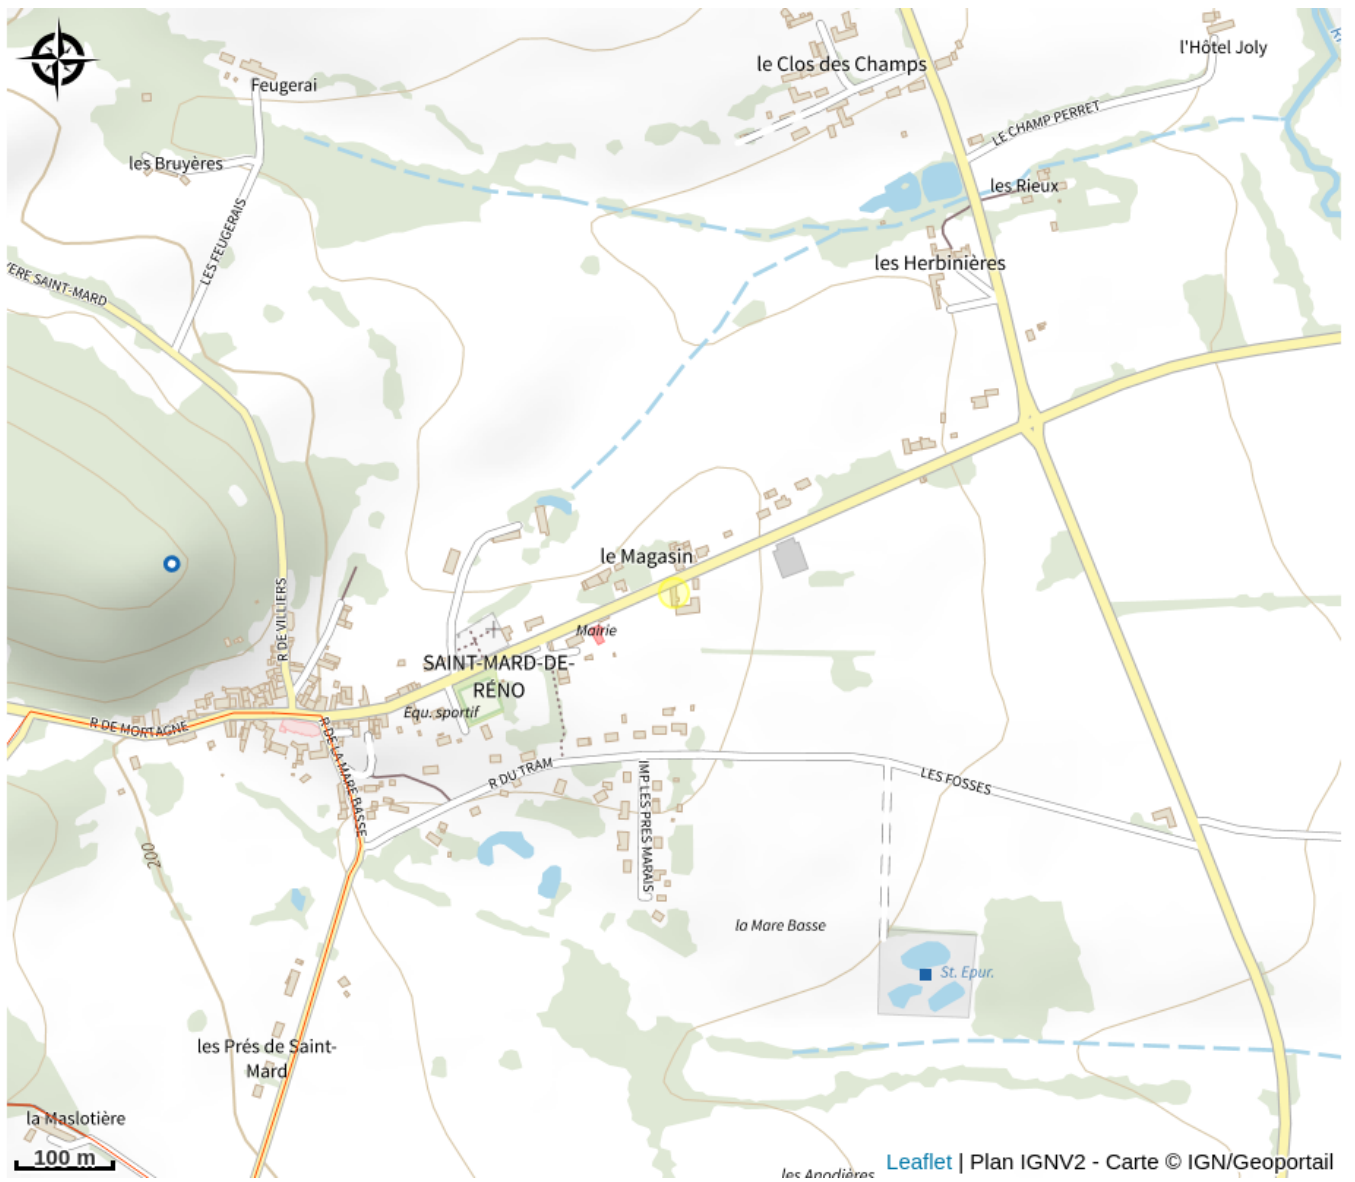 le Clos des Champs
l'Hôtel Joly
Feugerai
LE CHAMP PERRET
les Bruyères
les Rieux
LES FEUGERAIS
les Herbinières
YERE SAINT-MARD
le Magasin
R DE VILLIERS
Mairie
SAINT-MARD-DE-
RÉNO
Equ. sportif
R DE MORTAGNE
R DE LA MARE BASSE
R DU TRAM
IMP LES PRES MARAIS
LES FOSSES
200
la Mare Basse
St. Epur.
les Prés de Saint-
Mard
la Maslotière
100 m
Leaflet | Plan IGNV2 - Carte © IGN/Geoportail
les Anodières